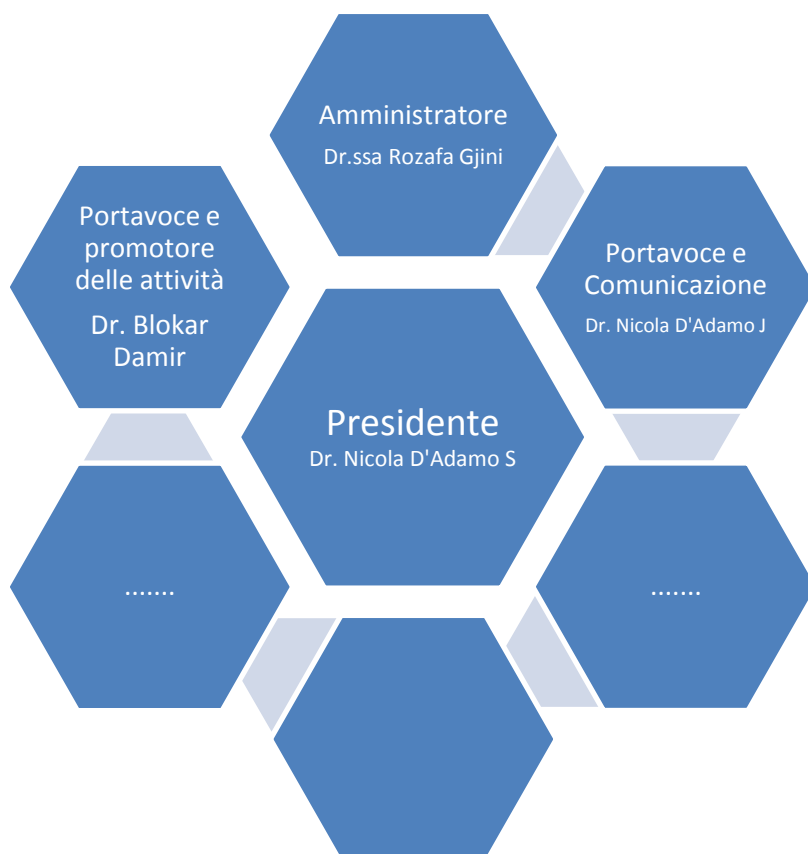 Amministratore
Dr.ssa Rozafa Gjini
Portavoce e
promotore
delle attività
Dr. Blokar
Damir
Portavoce e
Comunicazione
Dr. Nicola D'Adamo J
Presidente
Dr. Nicola D'Adamo S
.......
.......